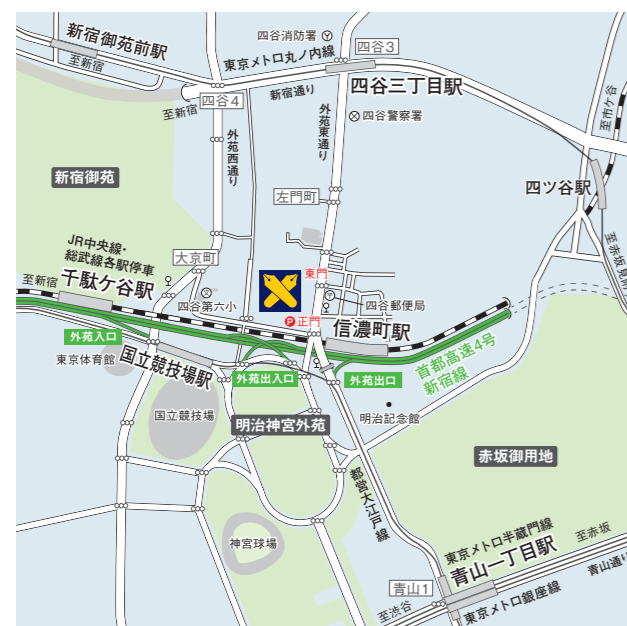 新宿御苑前駅
至新宿
四谷消防署
四谷3
東京メトロ丸ノ内線
四谷三丁目駅
新宿通り
四谷4
至新宿
外苑東通り
四谷警察署
外苑西通り
至市ケ谷
新宿御苑
四ツ谷駅
左門町
JR中央線・
総武線各駅停車
大京町
至新宿
千駄ケ谷駅
東門
四谷第六小
四谷郵便局
P正門
信濃町駅
外苑入口
東京体育館
国立競技場駅
外苑出入口
外苑出口
首都高速4号
新宿線
国立競技場
明治神宮外苑
明治記念館
赤坂御用地
都営大江戸線
神宮球場
東京メトロ半蔵門線
至赤坂
青山一丁目駅
青山1
至渋谷
東京メトロ銀座線